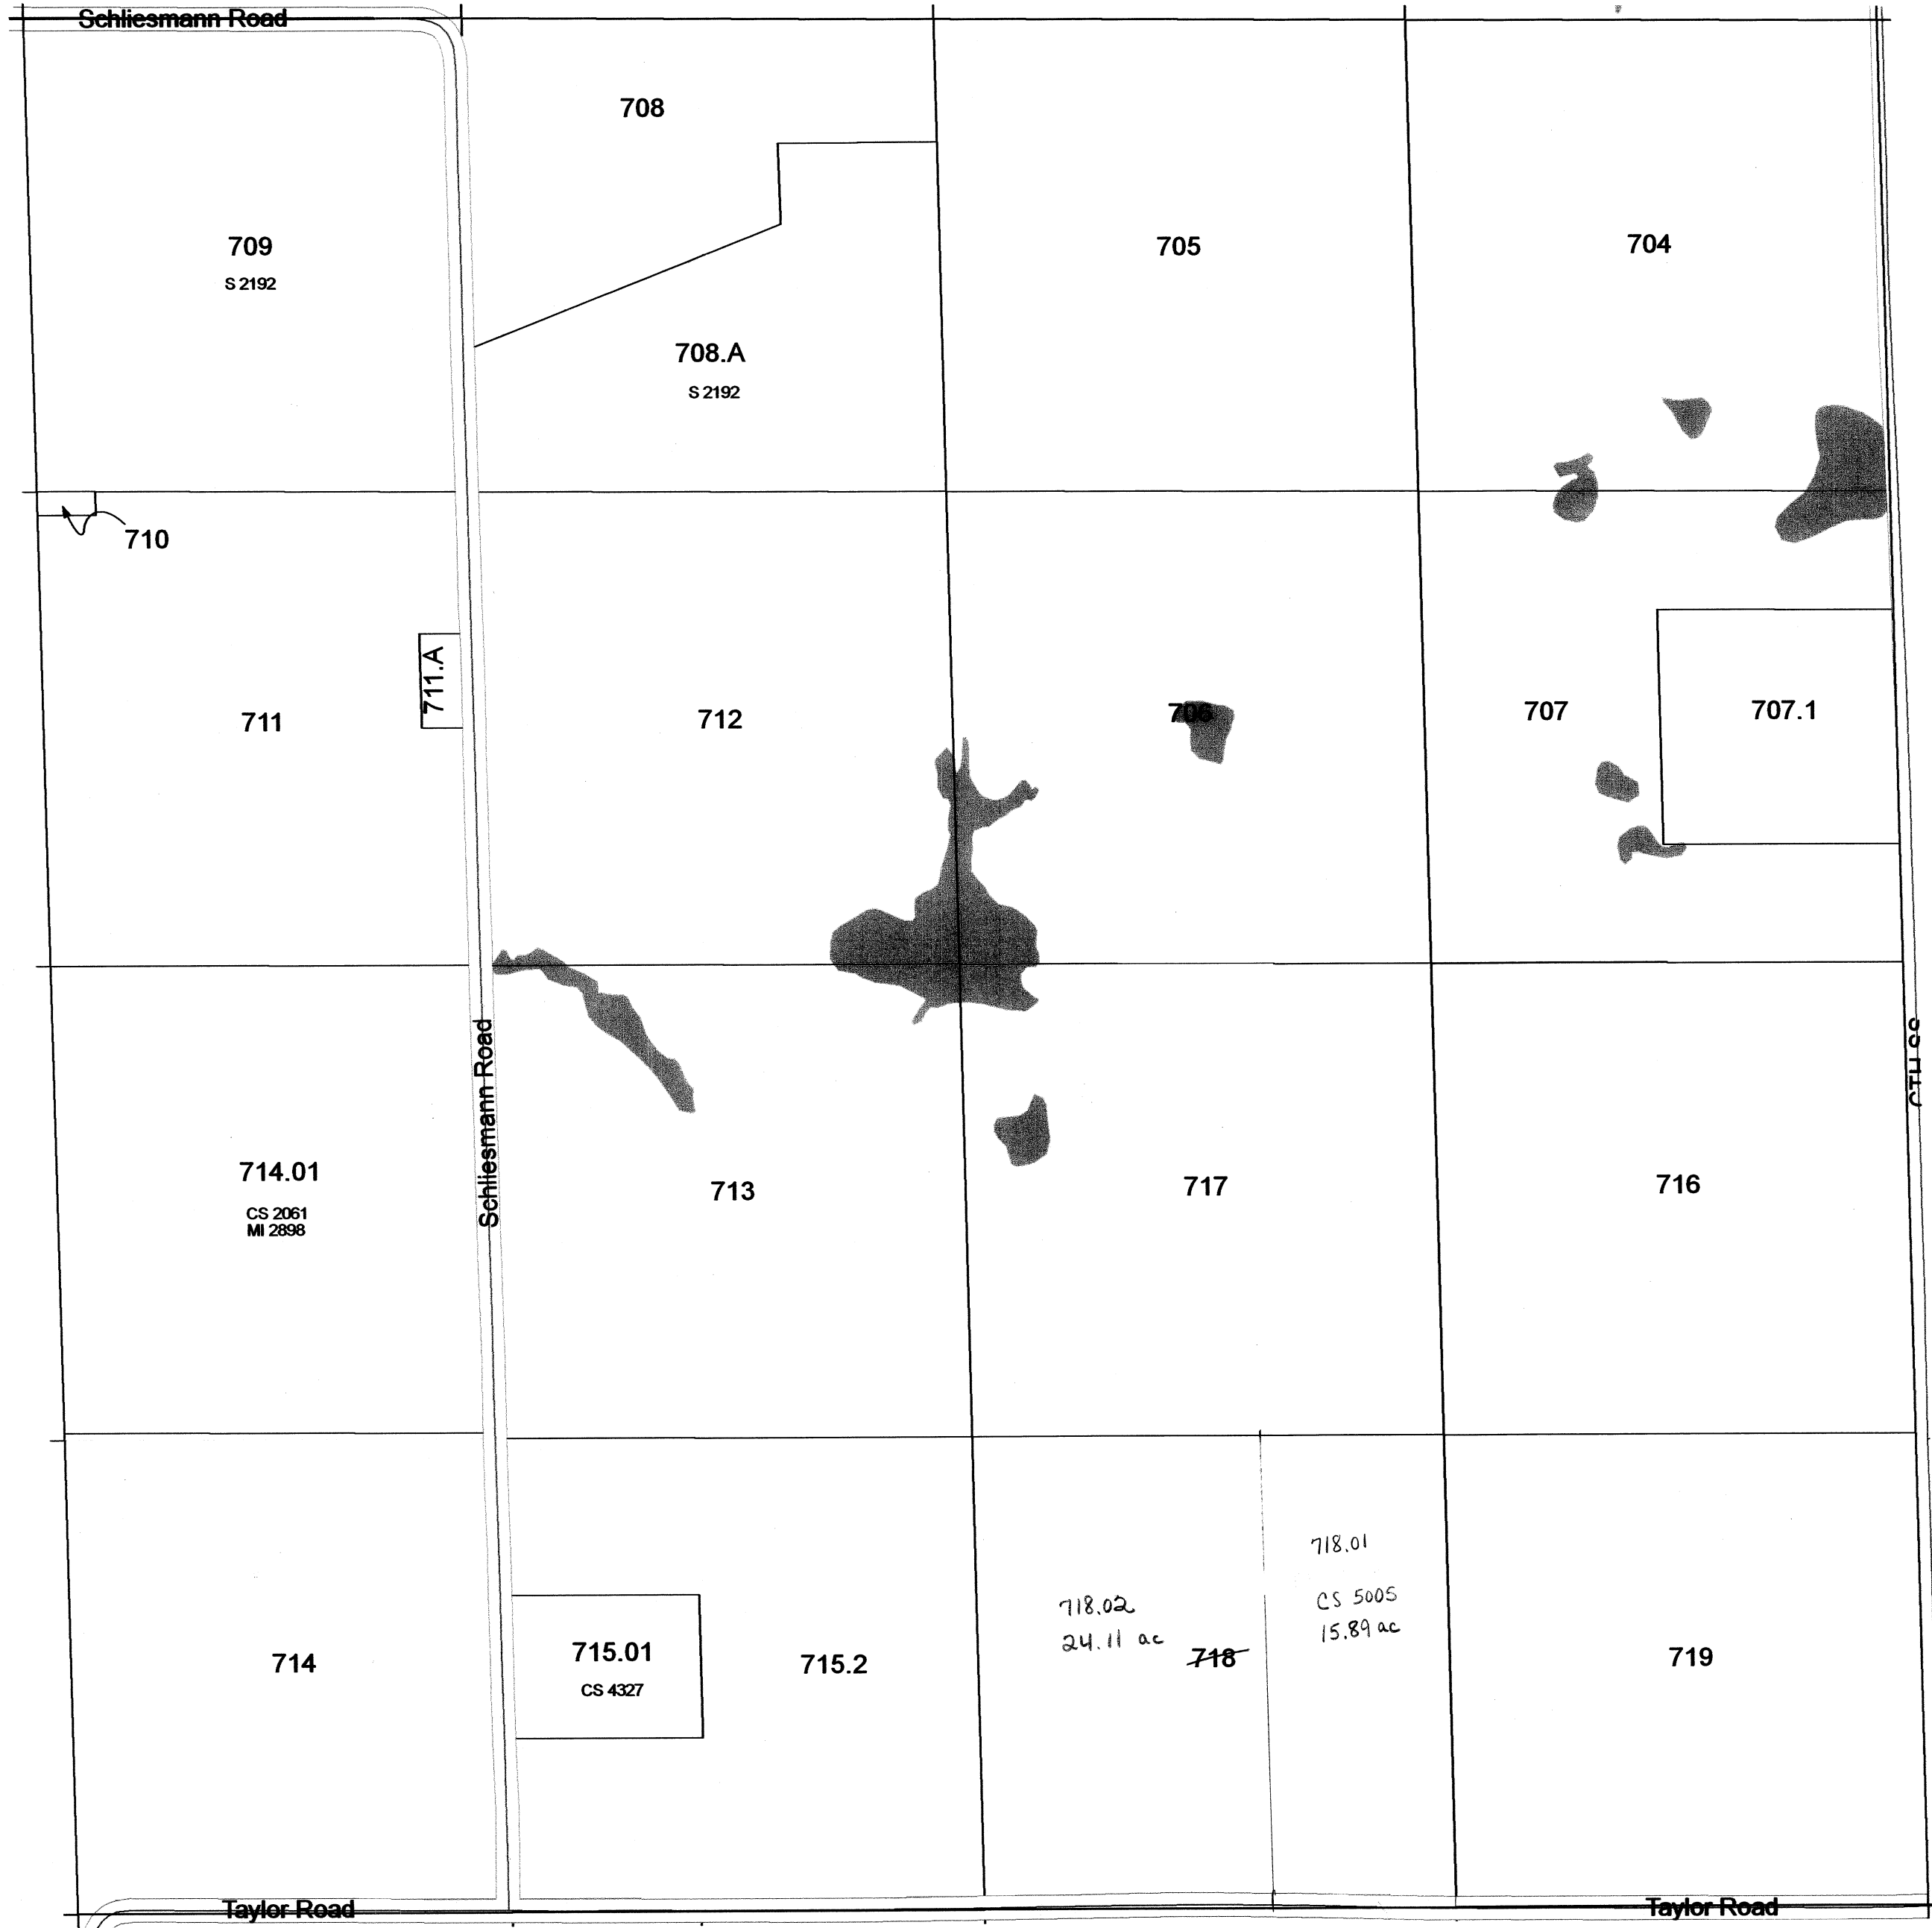 Schliesmann Road
708
709
S 2192
705
704
708.A
S 2192
710
711.A
711
712
706
707
707.1
Schliesmann Road
CTH SS
714.01
CS 2061
MI 2898
713
717
716
718.01
CS 5005
15.89 ac
718.02
24.11 ac
718
714
715.01
CS 4327
715.2
719
Taylor Road
Taylor Road